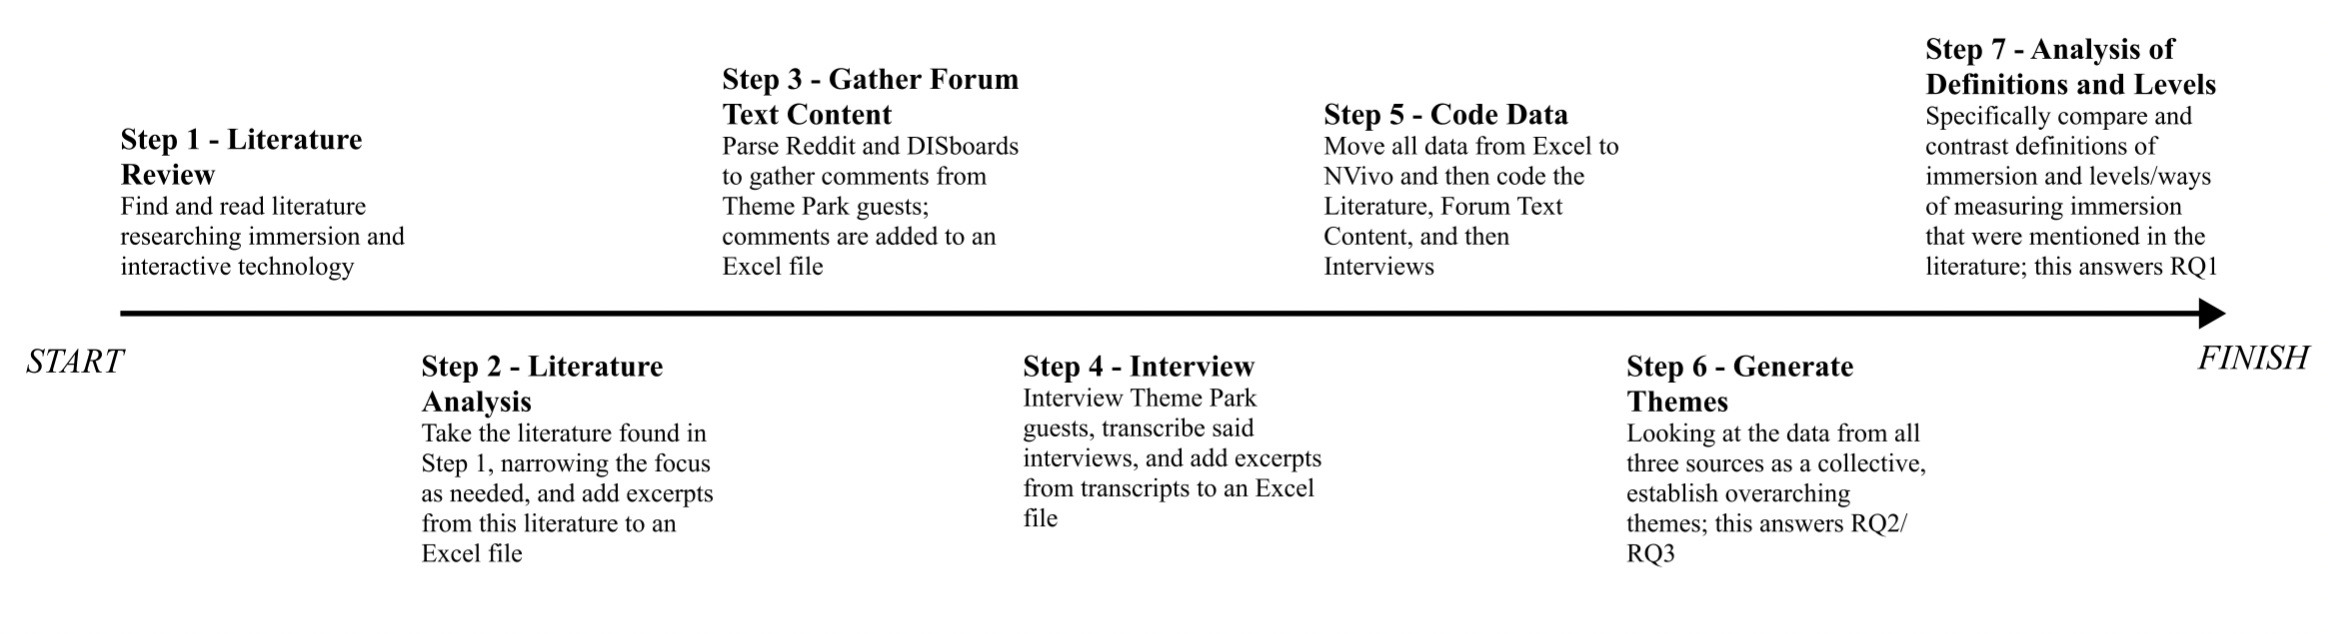 START
Step 1 - Literature
Review
Find and read literature
researching immersion and
interactive technology
Step 2 - Literature
Analysis
Take the literature found in
Step 1, narrowing the focus
as needed, and add excerpts
from this literature to an
Excel file
Step 3 - Gather Forum
Text Content
Parse Reddit and DISboards
to gather comments from
Theme Park guests;
comments are added to an
Excel file
Step 4 - Interview
Interview Theme Park
guests, transcribe said
interviews, and add excerpts
from transcripts to an Excel
file
Step 5 - Code Data
Move all data from Excel to
NVivo and then code the
Literature, Forum Text
Content, and then
Interviews
Step 6 - Generate
Themes
Looking at the data from all
three sources as a collective,
establish overarching
themes; this answers RQ2/
RQ3
Step 7 - Analysis of
Definitions and Levels
Specifically compare and
contrast definitions of
immersion and levels/ways
of measuring immersion
that were mentioned in the
literature; this answers RQ1
FINISH